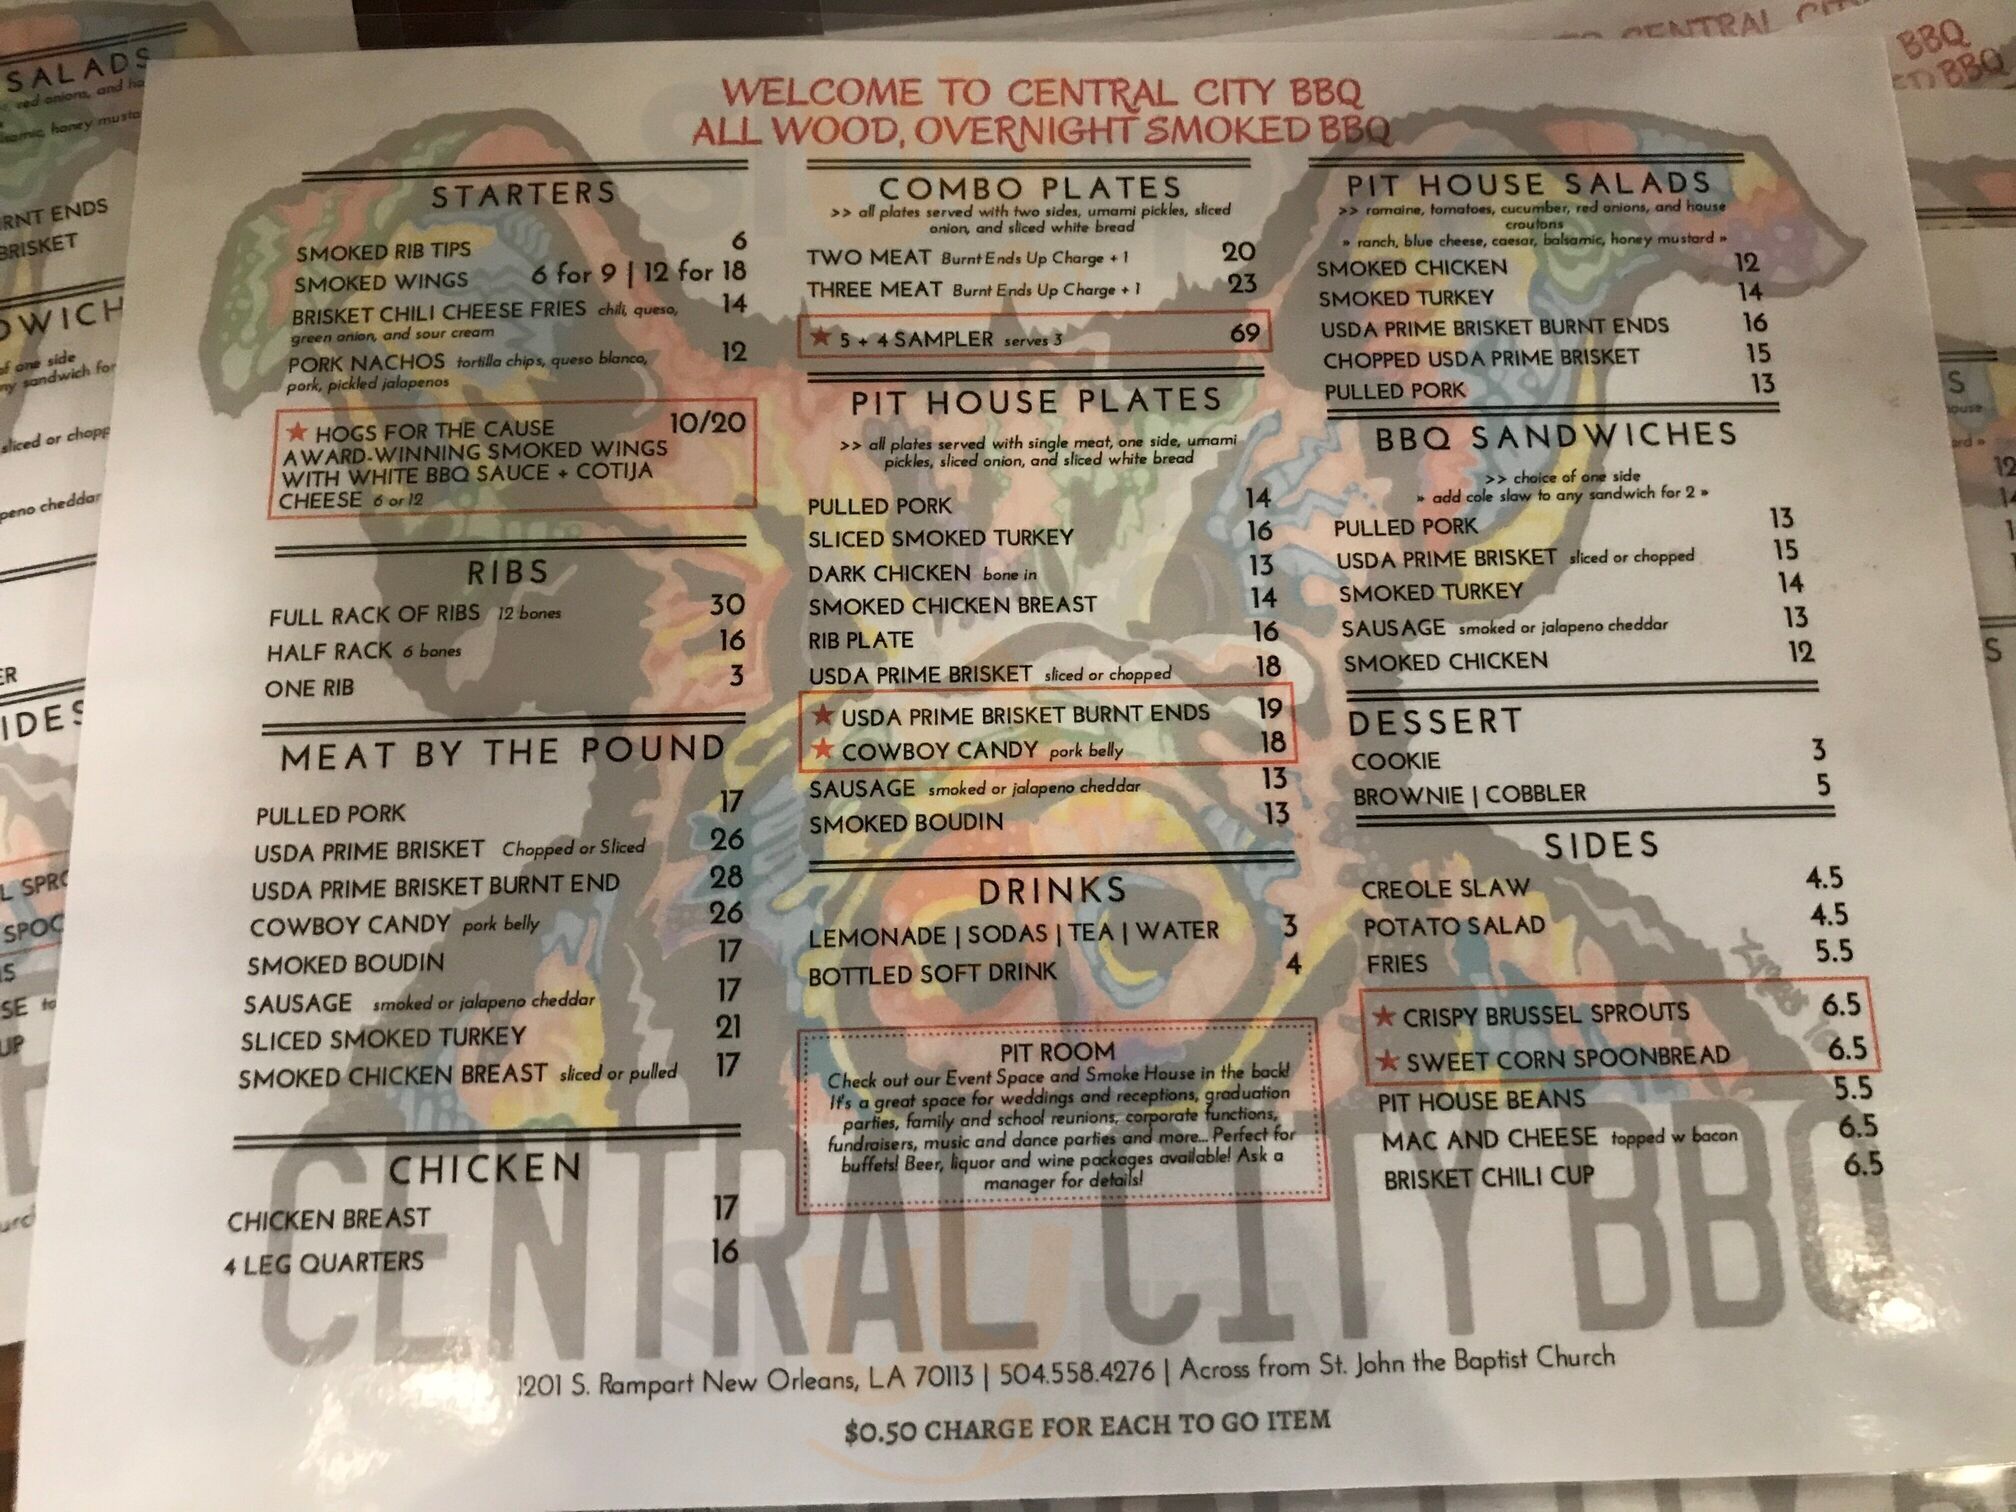 WELCOME TO CENTRAL CITY BBQ
ALL WOOD, OVERNIGHT SMOKED BBQ
STARTERS
SMOKED RIB TIPS 6
SMOKED WINGS 6 for 9 | 12 for 18
BRISKET CHILI CHEESE FRIES chili, queso, 14
green onion, and sour cream
PORK NACHOS tortilla chips, queso blanco, 12
pork, pickled jalapenos
★ HOGS FOR THE CAUSE 10/20
AWARD-WINNING SMOKED WINGS
WITH WHITE BBQ SAUCE + COTIJA
CHEESE 6 or 12
RIBS
FULL RACK OF RIBS 12 bones 30
HALF RACK 6 bones 16
ONE RIB 3
MEAT BY THE POUND
PULLED PORK 17
USDA PRIME BRISKET Chopped or Sliced 26
USDA PRIME BRISKET BURNT END 28
COWBOY CANDY pork belly 26
SMOKED BOUDIN 17
SAUSAGE smoked or jalapeno cheddar 17
SLICED SMOKED TURKEY 21
SMOKED CHICKEN BREAST sliced or pulled 17
CHICKEN
CHICKEN BREAST 17
4 LEG QUARTERS 16
COMBO PLATES
>> all plates served with two sides, umami pickles, sliced
onion, and sliced white bread
TWO MEAT Burnt Ends Up Charge + 1 20
THREE MEAT Burnt Ends Up Charge + 1 23
★ 5 + 4 SAMPLER serves 3 69
PIT HOUSE PLATES
>> all plates served with single meat, one side, umami
pickles, sliced onion, and sliced white bread
PULLED PORK 14
SLICED SMOKED TURKEY 16
DARK CHICKEN bone in 13
SMOKED CHICKEN BREAST 14
RIB PLATE 16
USDA PRIME BRISKET sliced or chopped 18
★ USDA PRIME BRISKET BURNT ENDS 19
★ COWBOY CANDY pork belly 18
SAUSAGE smoked or jalapeno cheddar 13
SMOKED BOUDIN 13
DRINKS
LEMONADE | SODAS | TEA | WATER 3
BOTTLED SOFT DRINK 4
PIT ROOM
Check out our Event Space and Smoke House in the back!
It's a great space for weddings and receptions, graduation
parties, family and school reunions, corporate functions,
fundraisers, music and dance parties and more... Perfect for
buffets! Beer, liquor and wine packages available! Ask a
manager for details!
PIT HOUSE SALADS
>> romaine, tomatoes, cucumber, red onions, and house
croutons
» ranch, blue cheese, caesar, balsamic, honey mustard »
SMOKED CHICKEN 12
SMOKED TURKEY 14
USDA PRIME BRISKET BURNT ENDS 16
CHOPPED USDA PRIME BRISKET 15
PULLED PORK 13
BBQ SANDWICHES
>> choice of one side
» add cole slaw to any sandwich for 2 »
PULLED PORK 13
USDA PRIME BRISKET sliced or chopped 15
SMOKED TURKEY 14
SAUSAGE smoked or jalapeno cheddar 13
SMOKED CHICKEN 12
DESSERT
COOKIE 3
BROWNIE | COBBLER 5
SIDES
CREOLE SLAW 4.5
POTATO SALAD 4.5
FRIES 5.5
★ CRISPY BRUSSEL SPROUTS 6.5
★ SWEET CORN SPOONBREAD 6.5
PIT HOUSE BEANS 5.5
MAC AND CHEESE topped w bacon 6.5
BRISKET CHILI CUP 6.5
CENTRAL CITY BBQ
1201 S. Rampart New Orleans, LA 70113 | 504.558.4276 | Across from St. John the Baptist Church
$0.50 CHARGE FOR EACH TO GO ITEM